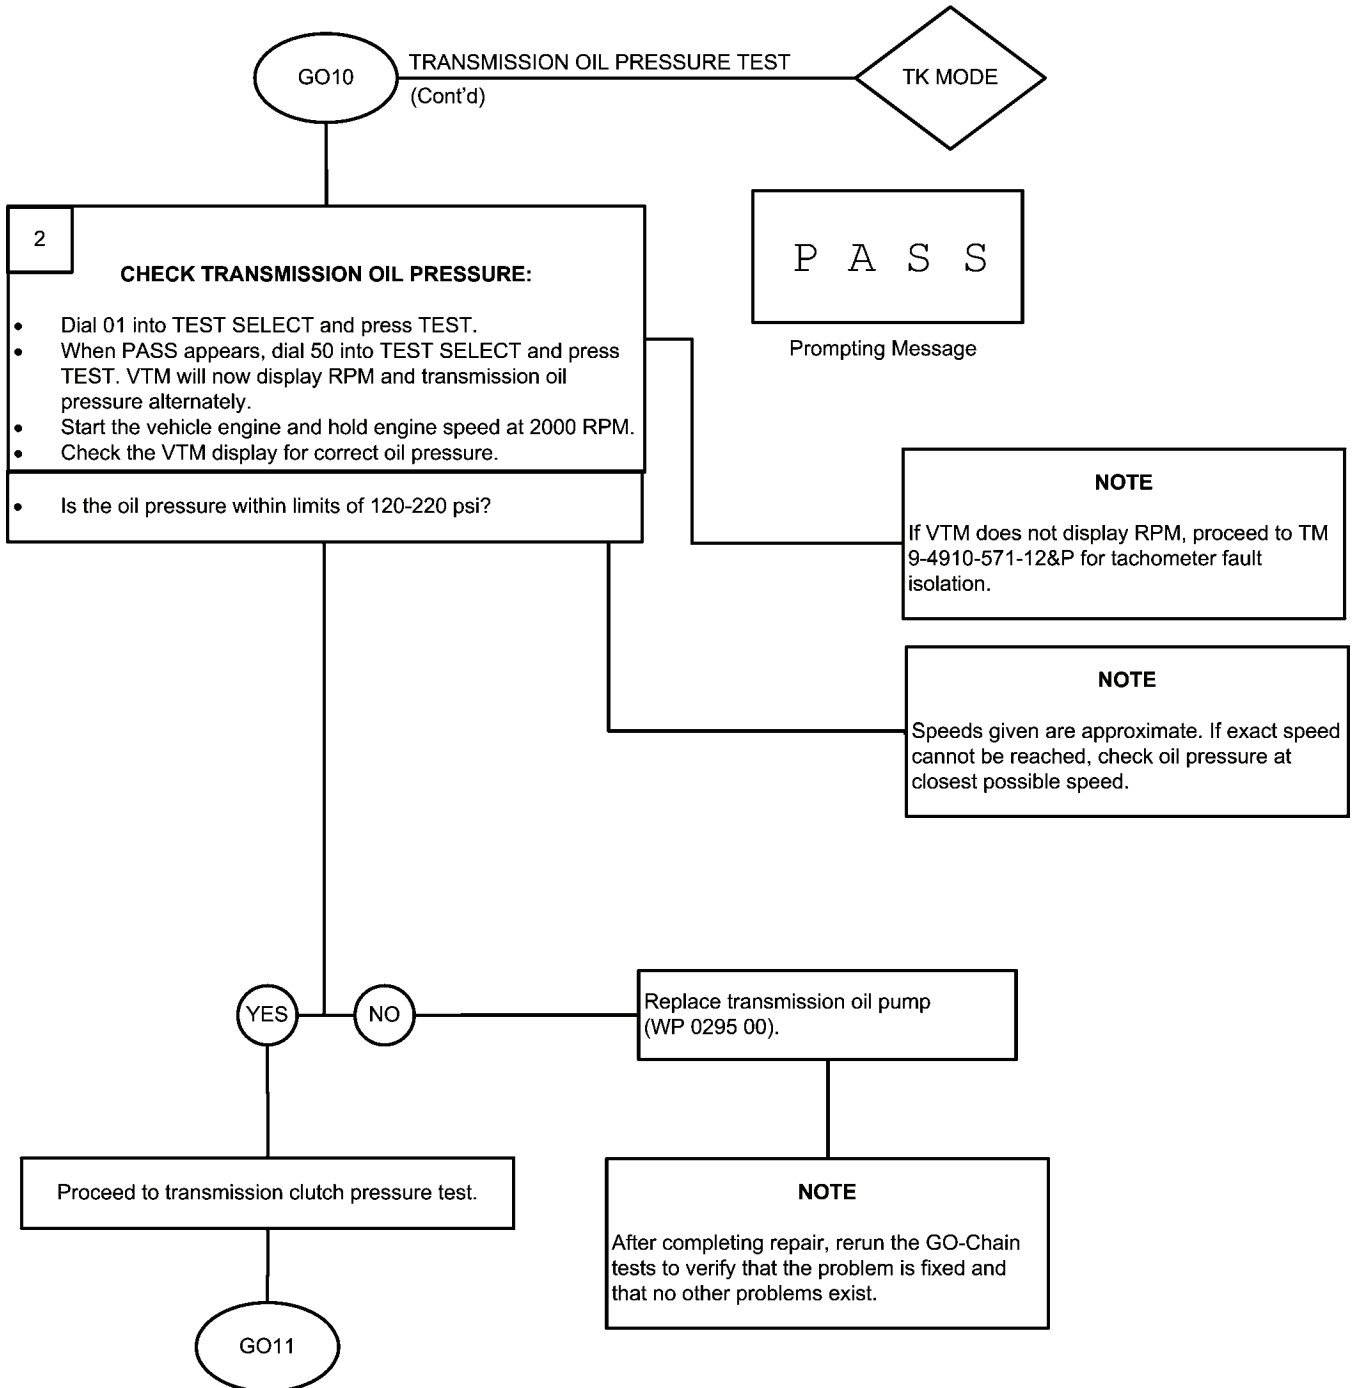 GO10
TRANSMISSION OIL PRESSURE TEST
(Cont'd)
TK MODE
2
CHECK TRANSMISSION OIL PRESSURE:
• Dial 01 into TEST SELECT and press TEST.
• When PASS appears, dial 50 into TEST SELECT and press
TEST. VTM will now display RPM and transmission oil
pressure alternately.
• Start the vehicle engine and hold engine speed at 2000 RPM.
• Check the VTM display for correct oil pressure.
• Is the oil pressure within limits of 120-220 psi?
P A S S
Prompting Message
NOTE
If VTM does not display RPM, proceed to TM
9-4910-571-12&P for tachometer fault
isolation.
NOTE
Speeds given are approximate. If exact speed
cannot be reached, check oil pressure at
closest possible speed.
YES
NO
Replace transmission oil pump
(WP 0295 00).
Proceed to transmission clutch pressure test.
NOTE
After completing repair, rerun the GO-Chain
tests to verify that the problem is fixed and
that no other problems exist.
GO11